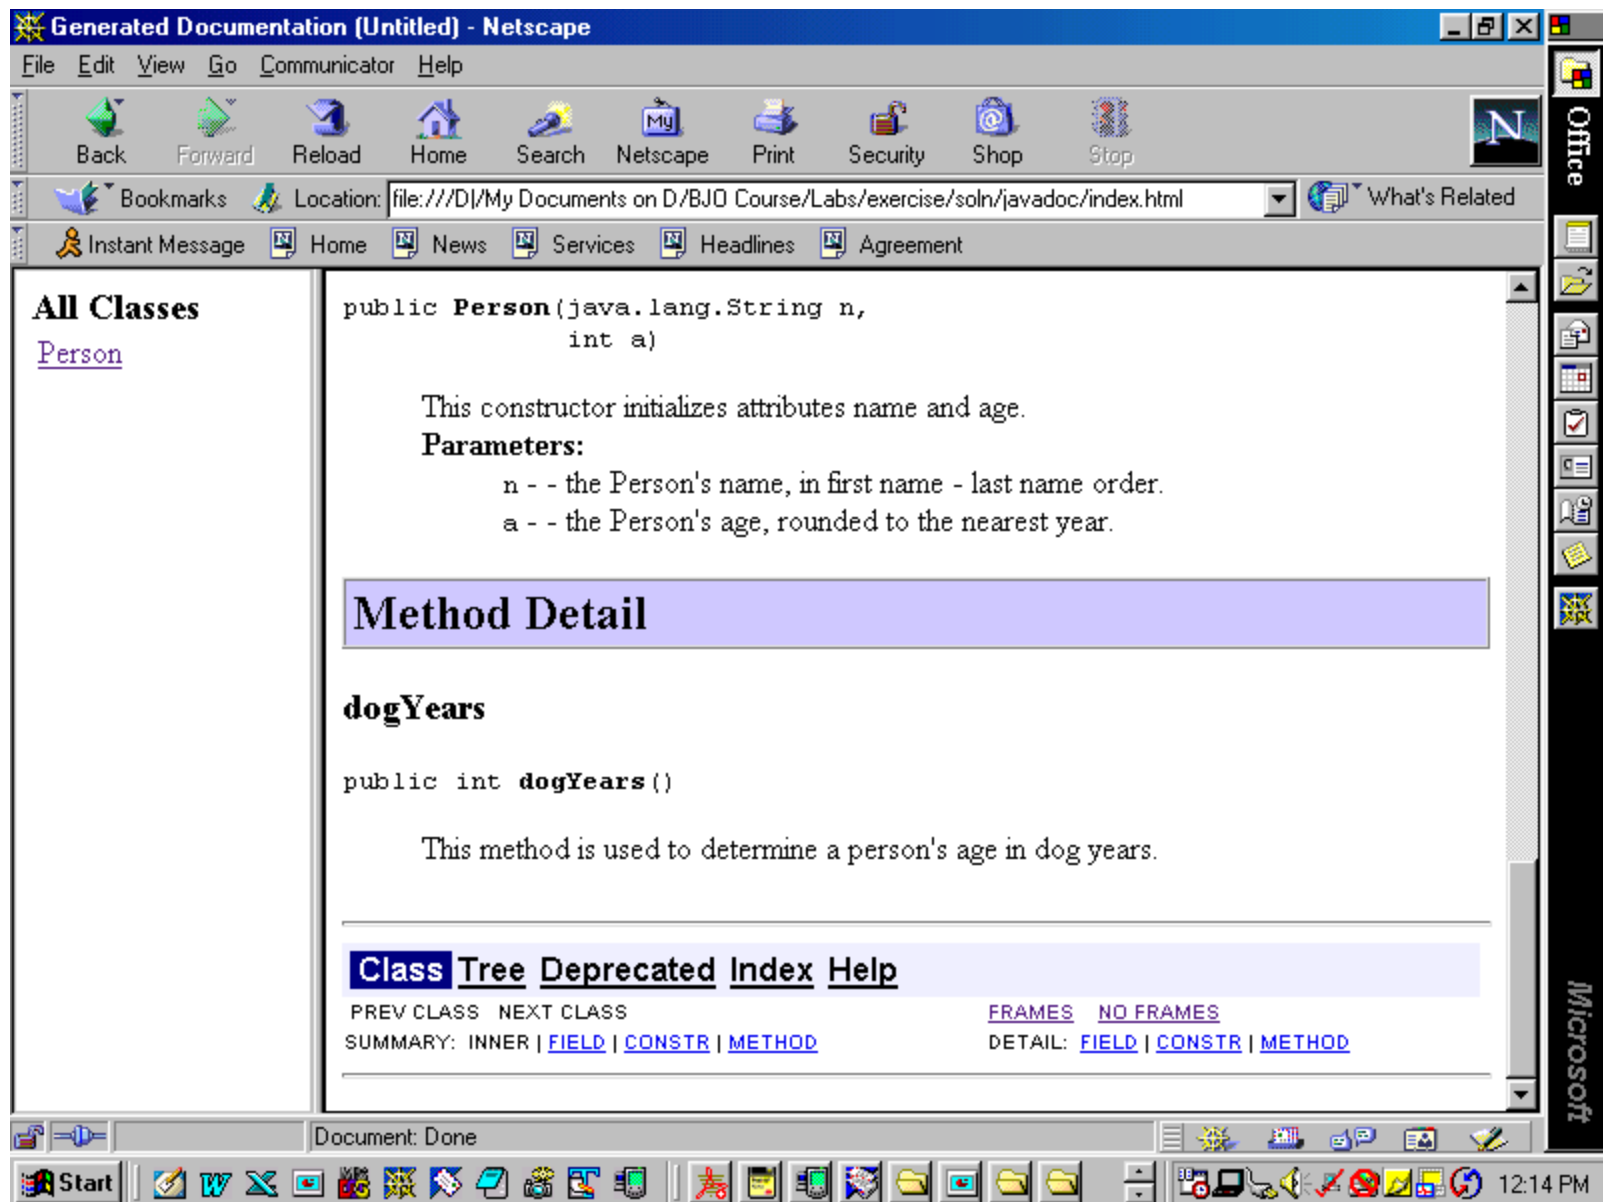 Generated Documentation (Untitled) - Netscape
File Edit View Go Communicator Help
Back Forward Reload Home Search Netscape Print Security Shop Stop
My
N
Bookmarks Location: file:///D|/My Documents on D/BJO Course/Labs/exercise/soln/javadoc/index.html What's Related
Instant Message Home News Services Headlines Agreement
Office
All Classes
Person
public Person(java.lang.String n,
int a)
This constructor initializes attributes name and age.
Parameters:
n - - the Person's name, in first name - last name order.
a - - the Person's age, rounded to the nearest year.
Method Detail
dogYears
public int dogYears()
This method is used to determine a person's age in dog years.
Class Tree Deprecated Index Help
PREV CLASS NEXT CLASS FRAMES NO FRAMES
SUMMARY: INNER | FIELD | CONSTR | METHOD DETAIL: FIELD | CONSTR | METHOD
Microsoft
Document: Done
Start 12:14 PM